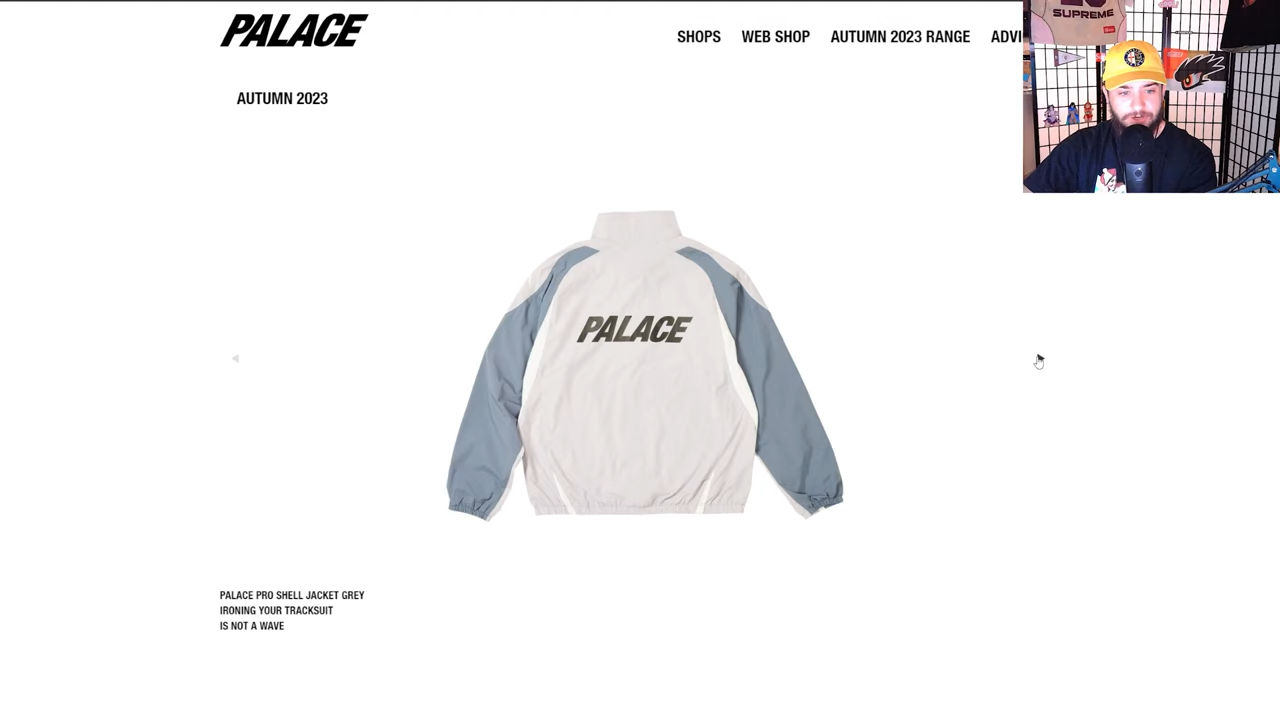 PALACE
SHOPS WEB SHOP AUTUMN 2023 RANGE ADVI
SUPREME
AUTUMN 2023
PALACE
PALACE PRO SHELL JACKET GREY
IRONING YOUR TRACKSUIT
IS NOT A WAVE